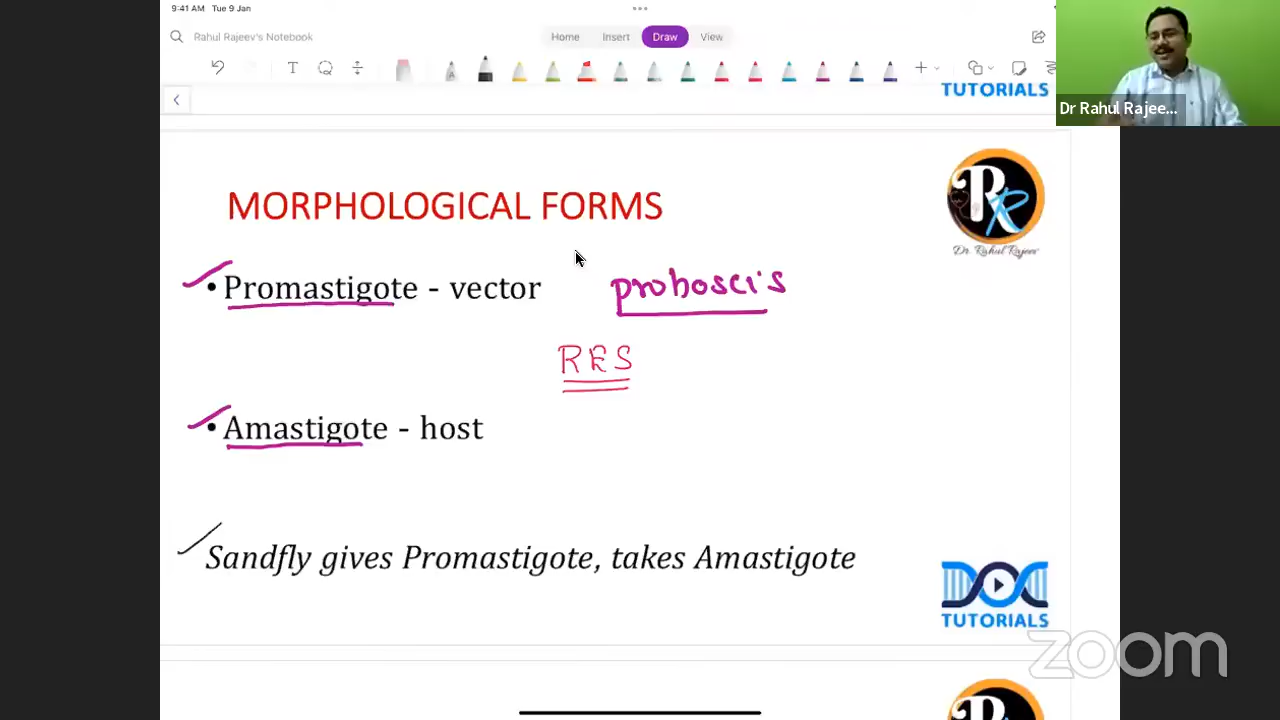 9:41 AM Tue 9 Jan
Rahul Rajeev's Notebook
Home Insert Draw View
T
TUTORIALS
Dr Rahul Rajee...
MORPHOLOGICAL FORMS
R R
Dr Rahul Rajeev
• Promastigote - vector proboscis
RES
• Amastigote - host
Sandfly gives Promastigote, takes Amastigote
TUTORIALS
zoom